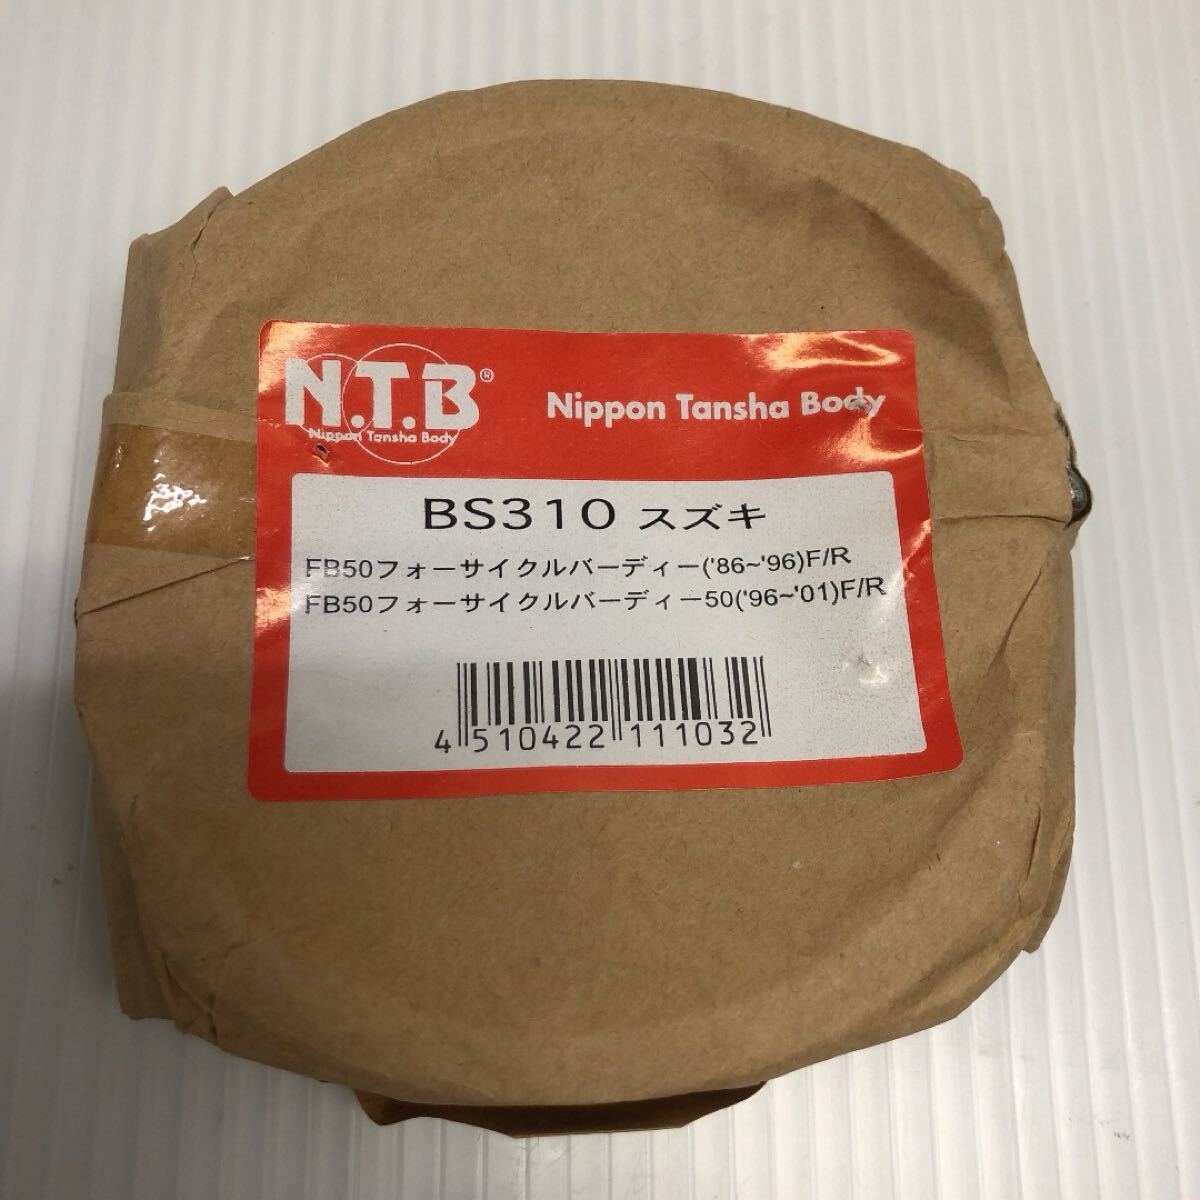 N.T.B®
Nippon Tansha Body
Nippon Tansha Body
BS310 スズキ
FB50フォーサイクルバーディー('86~'96)F/R
FB50フォーサイクルバーディー50('96~'01)F/R
4 510422 111032